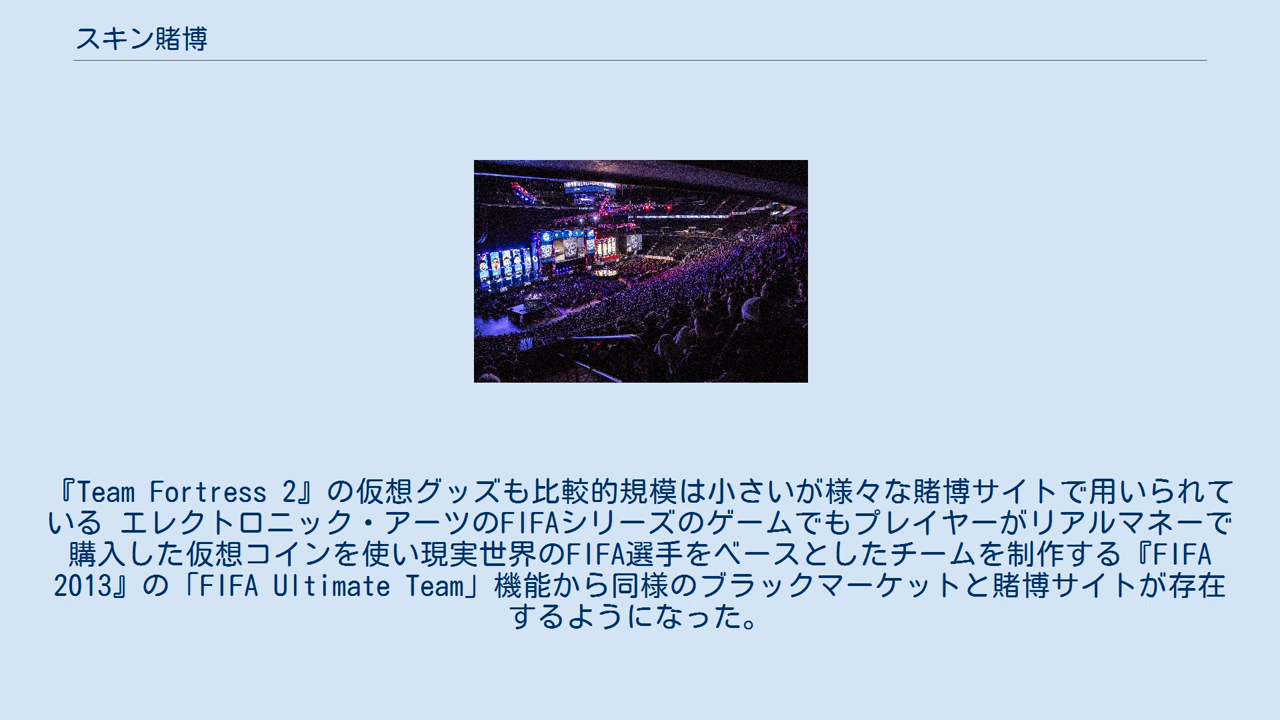 スキン賭博
『Team Fortress 2』の仮想グッズも比較的規模は小さいが様々な賭博サイトで用いられて
いる エレクトロニック・アーツのFIFAシリーズのゲームでもプレイヤーがリアルマネーで
購入した仮想コインを使い現実世界のFIFA選手をベースとしたチームを制作する『FIFA
2013』の「FIFA Ultimate Team」機能から同様のブラックマーケットと賭博サイトが存在
するようになった。